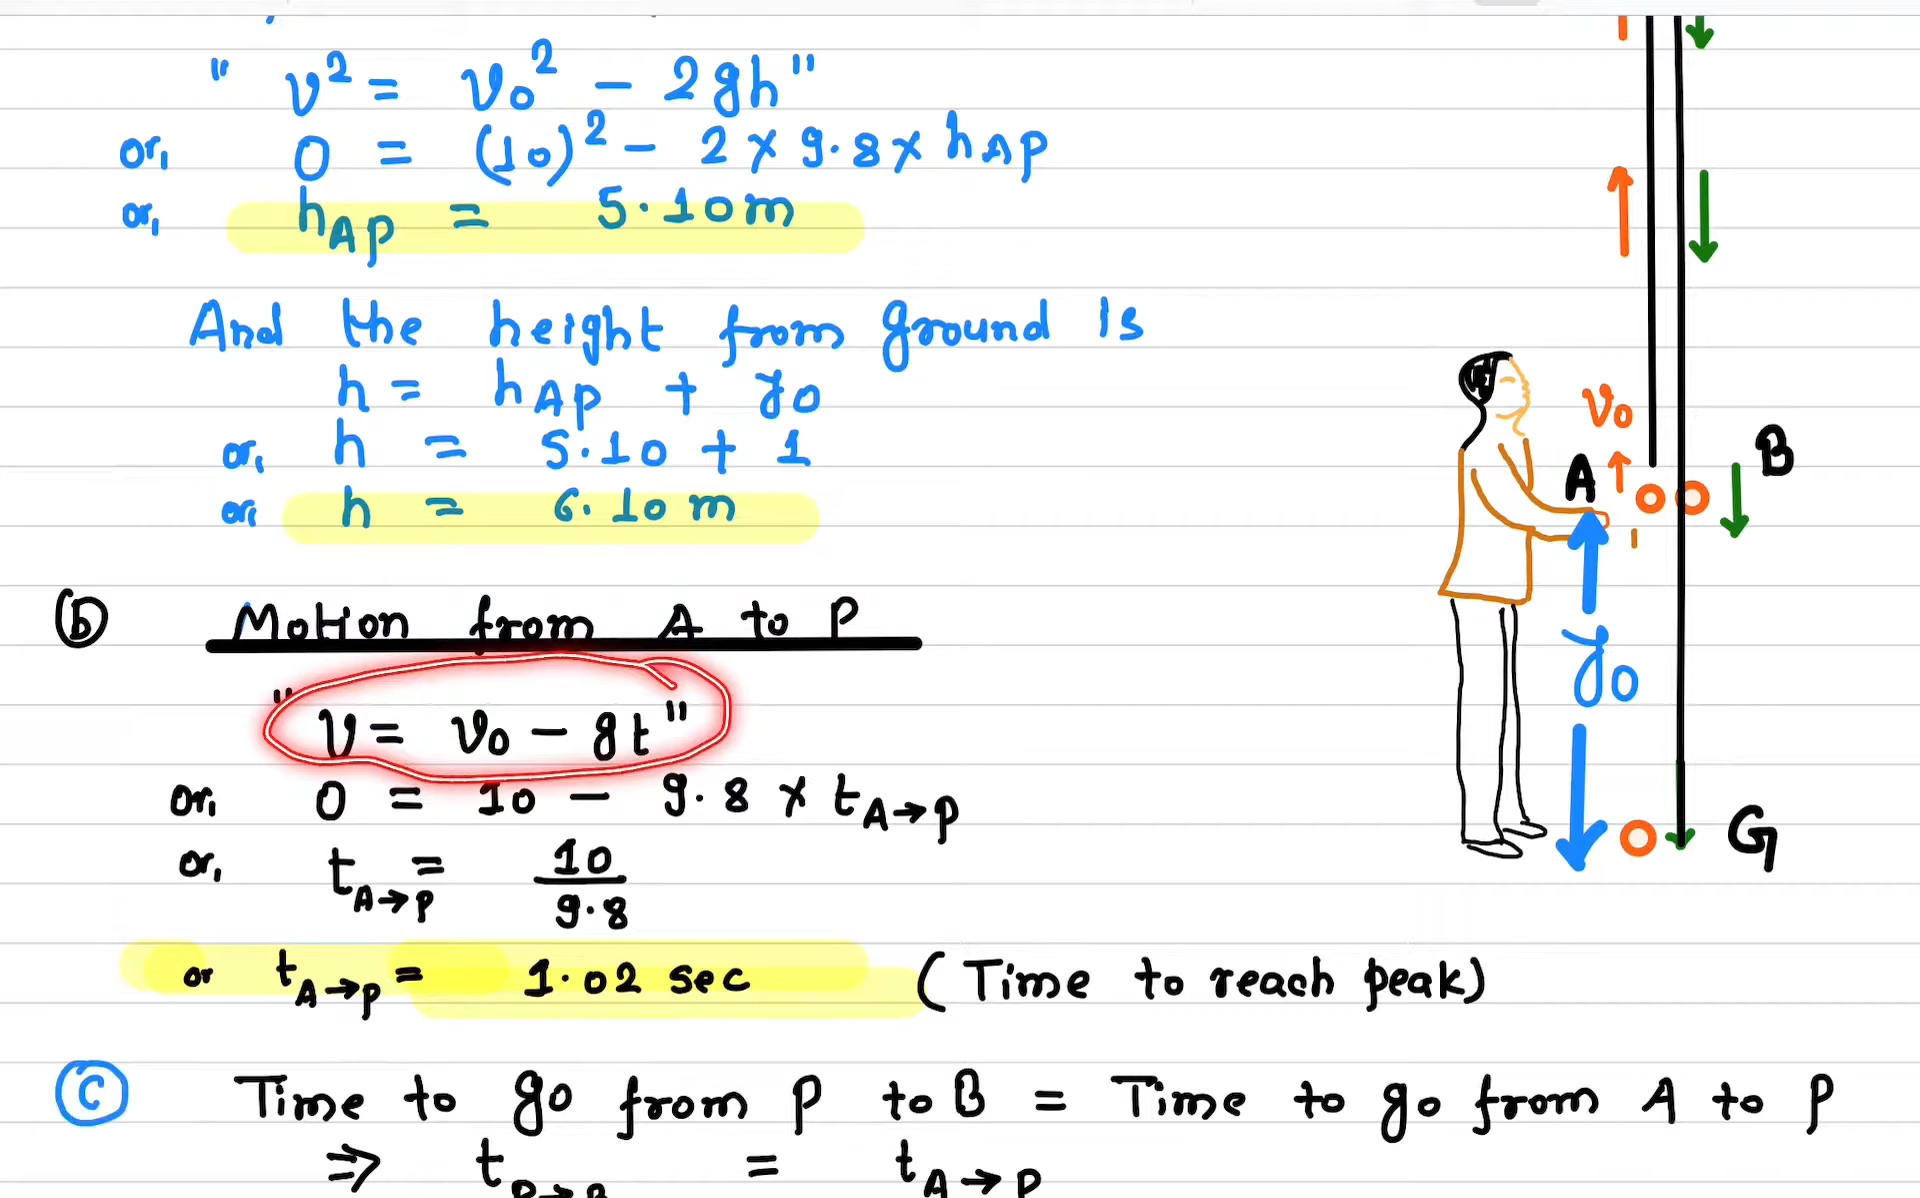 " v² = v₀² − 2gh"
or, 0 = (10)² − 2 × 9.8 × hAP
or, hAP = 5.10m
And the height from ground is
h = hAP + y₀
or, h = 5.10 + 1
or, h = 6.10 m
(b) Motion from A to P
" v = v₀ − gt "
or, 0 = 10 − 9.8 × tA→P
or, tA→P = 10/9.8
or tA→P = 1.02 sec (Time to reach peak)
(c) Time to go from P to B = Time to go from A to P
⇒ tP→B = tA→P
v₀
A
B
y₀
G